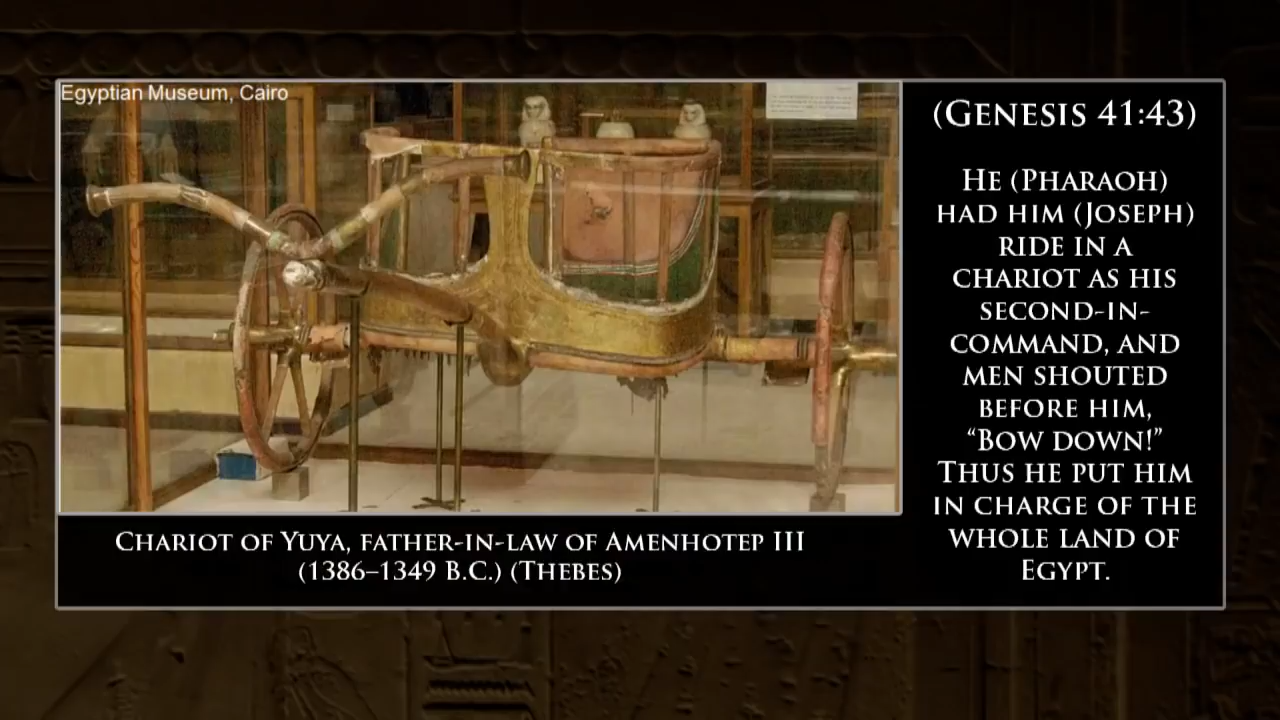 Egyptian Museum, Cairo
(Genesis 41:43)
He (Pharaoh)
had him (Joseph)
ride in a
chariot as his
second-in-
command, and
men shouted
before him,
“Bow down!”
Thus he put him
in charge of the
whole land of
Egypt.
Chariot of Yuya, father-in-law of Amenhotep III
(1386–1349 B.C.) (Thebes)